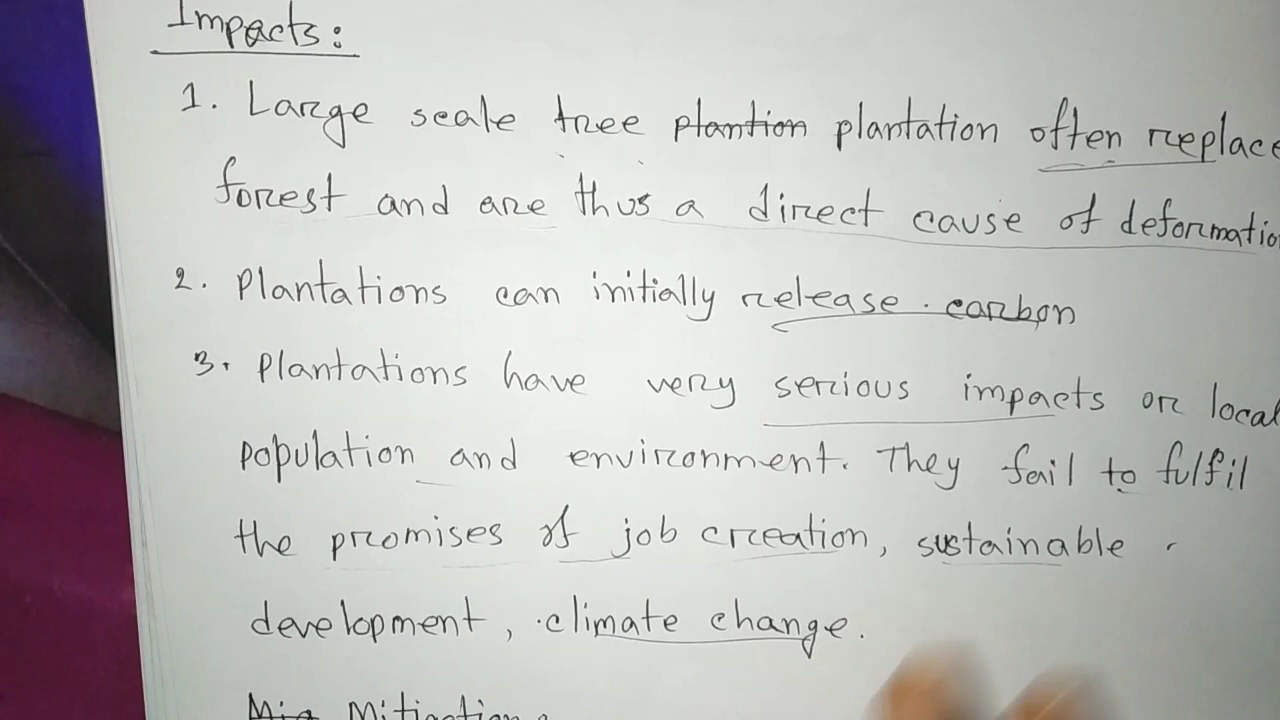 Impacts:
1. Large scale tree plantion plantation often replace
forest and are thus a direct cause of deformatio
2. Plantations can initially release carbon
3. Plantations have very serious impacts or local
population and environment. They fail to fulfil
the promises of job creation, sustainable
development, climate change.
Mig Mitigation: